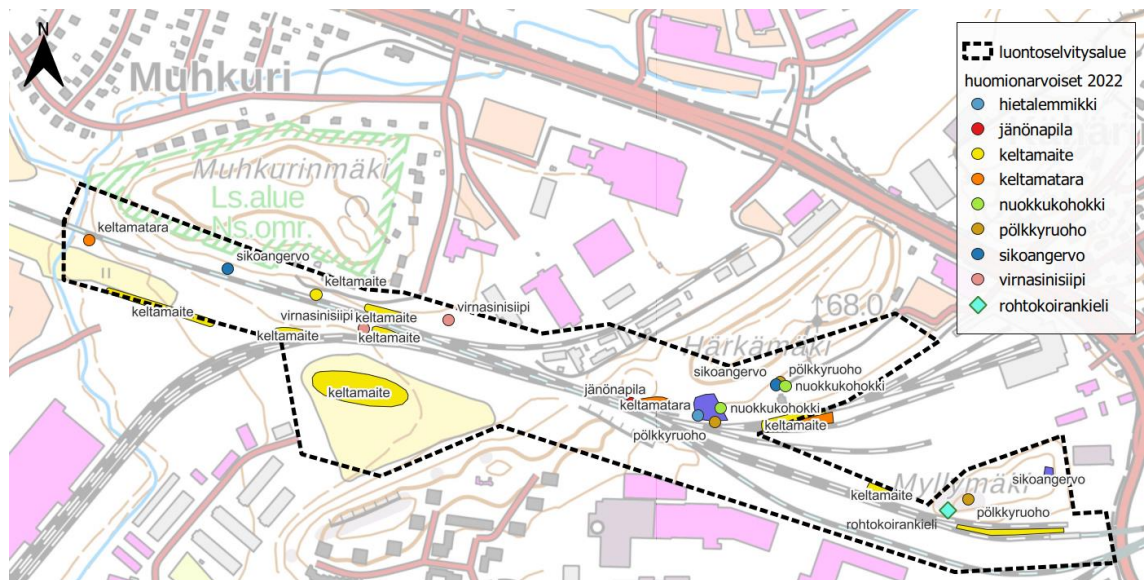 N
Muhkuri
Muhkurinmäki
Ls.alue
Ns.omr.
keltamatara
sikoangervo
keltamaite
keltamaite
virnasinisiipi
keltamaite
virnasinisiipi
keltamaite
keltamaite
keltamaite
68.0
Härkämäki
sikoangervo
pölkkyruoho
nuokkukohokki
jänönapila
keltamatara
nuokkukohokki
pölkkyruoho
keltamaite
Myllymäki
keltamaite
sikoangervo
pölkkyruoho
rohtokoirankieli
luontoselvitysalue
huomionarvoiset 2022
hietalemmikki
jänönapila
keltamaite
keltamatara
nuokkukohokki
pölkkyruoho
sikoangervo
virnasinisiipi
rohtokoirankieli